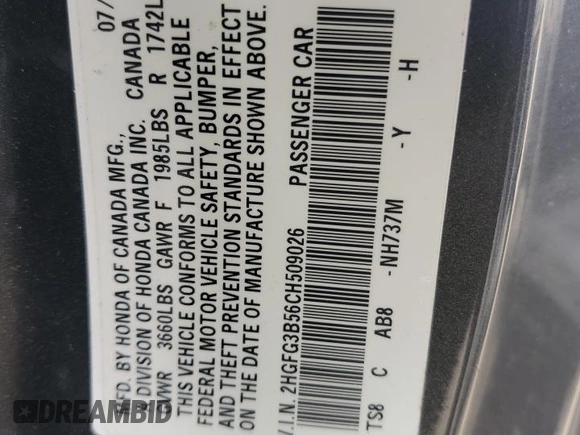 MFD. BY HONDA OF CANADA MFG., CANADA 07/
A DIVISION OF HONDA CANADA INC.
GVWR 3660LBS GAWR F 1985LBS R 1742L
THIS VEHICLE CONFORMS TO ALL APPLICABLE
FEDERAL MOTOR VEHICLE SAFETY, BUMPER,
AND THEFT PREVENTION STANDARDS IN EFFECT
ON THE DATE OF MANUFACTURE SHOWN ABOVE.
V.I.N. 2HGFG3B56CH509026 PASSENGER CAR
TS8 C AB8 -NH737M -Y -H
DREAMBID